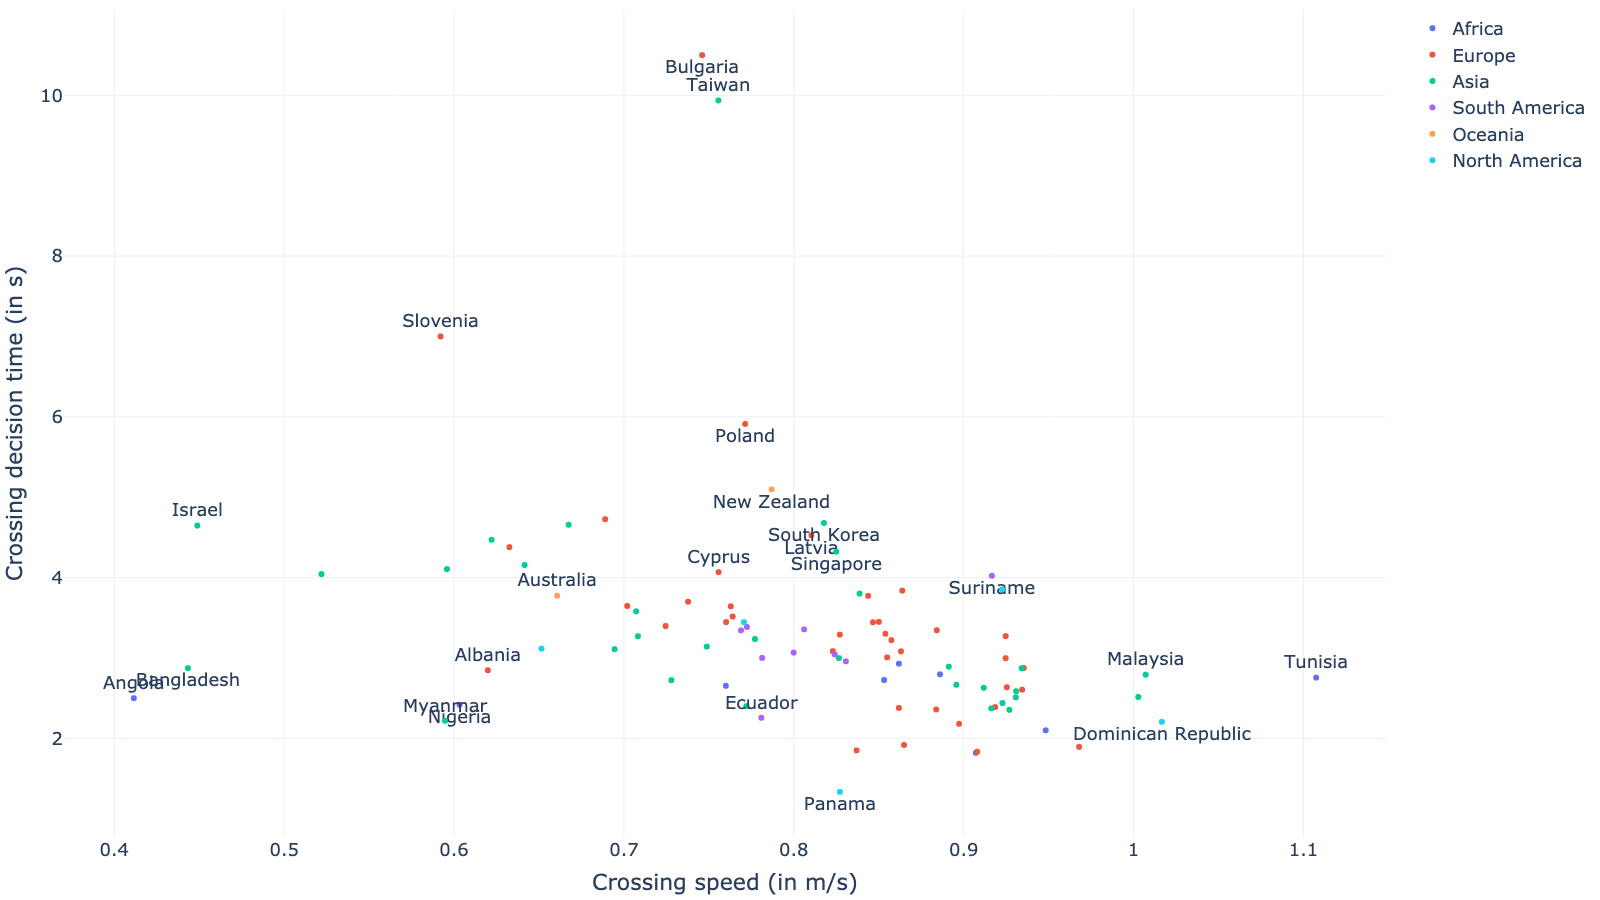 Africa
Europe
Asia
South America
Oceania
North America
Crossing decision time (in s)
10
8
6
4
2
Bulgaria
Taiwan
Slovenia
Poland
New Zealand
Israel
South Korea
Latvia
Cyprus
Singapore
Australia
Suriname
Albania
Malaysia
Tunisia
Angola
Bangladesh
Myanmar
Nigeria
Ecuador
Dominican Republic
Panama
0.4
0.5
0.6
0.7
0.8
0.9
1
1.1
Crossing speed (in m/s)